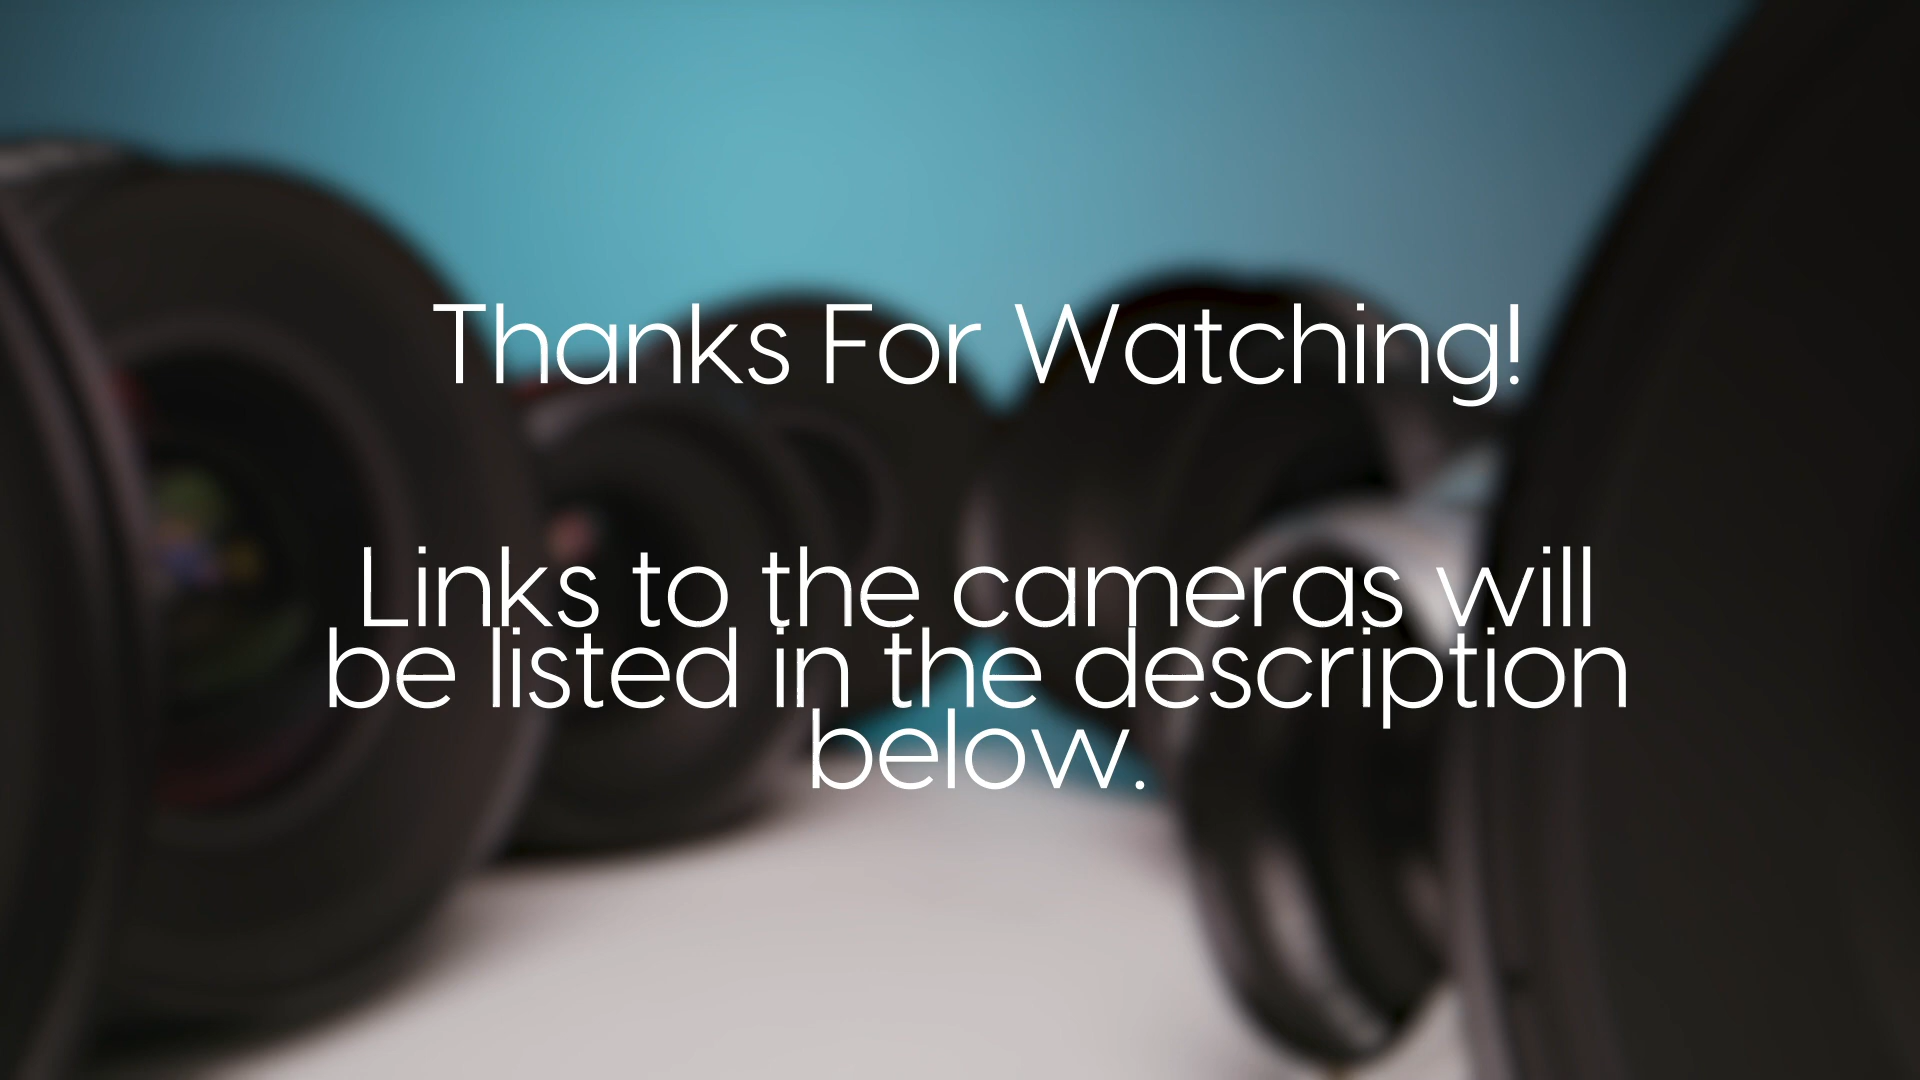 Thanks For Watching!
Links to the cameras will
be listed in the description
below.